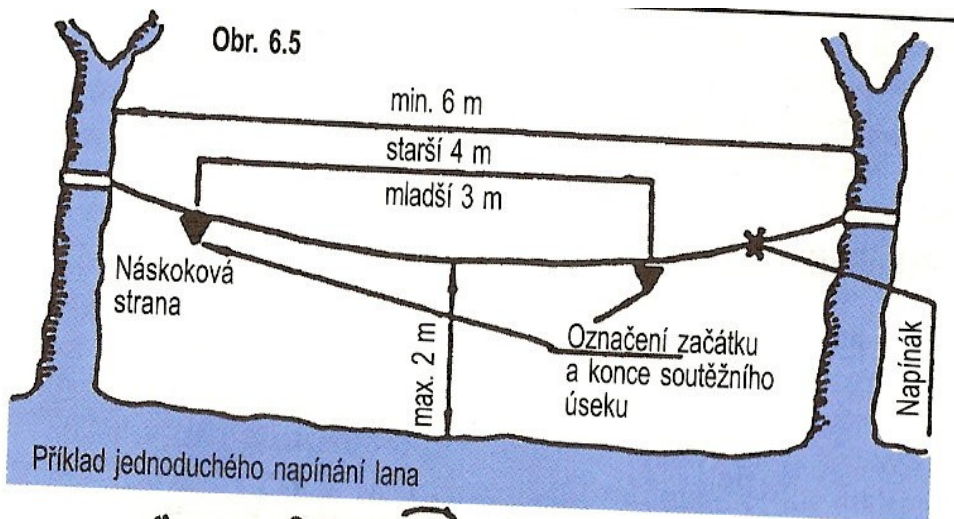 Obr. 6.5
min. 6 m
starší 4 m
mladší 3 m
Náskoková
strana
max. 2 m
Označení začátku
a konce soutěžního
úseku
Napínák
Příklad jednoduchého napínání lana